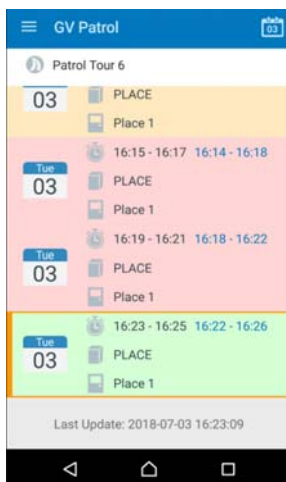 GV Patrol
03
Patrol Tour 6
03
PLACE
Place 1
16:15 - 16:17 16:14 - 16:18
Tue
03
PLACE
Place 1
16:19 - 16:21 16:18 - 16:22
Tue
03
PLACE
Place 1
16:23 - 16:25 16:22 - 16:26
Tue
03
PLACE
Place 1
Last Update: 2018-07-03 16:23:09